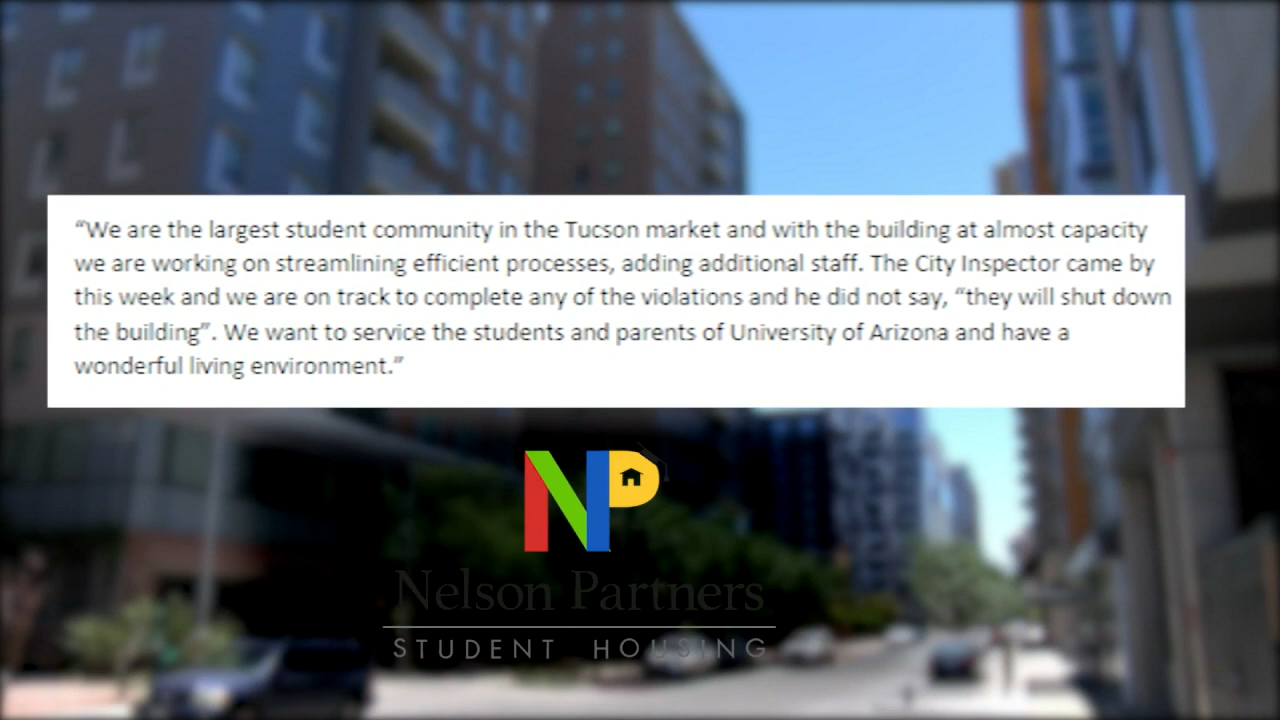 “We are the largest student community in the Tucson market and with the building at almost capacity
we are working on streamlining efficient processes, adding additional staff. The City Inspector came by
this week and we are on track to complete any of the violations and he did not say, “they will shut down
the building”. We want to service the students and parents of University of Arizona and have a
wonderful living environment.”
NP
Nelson Partners
STUDENT HOUSING